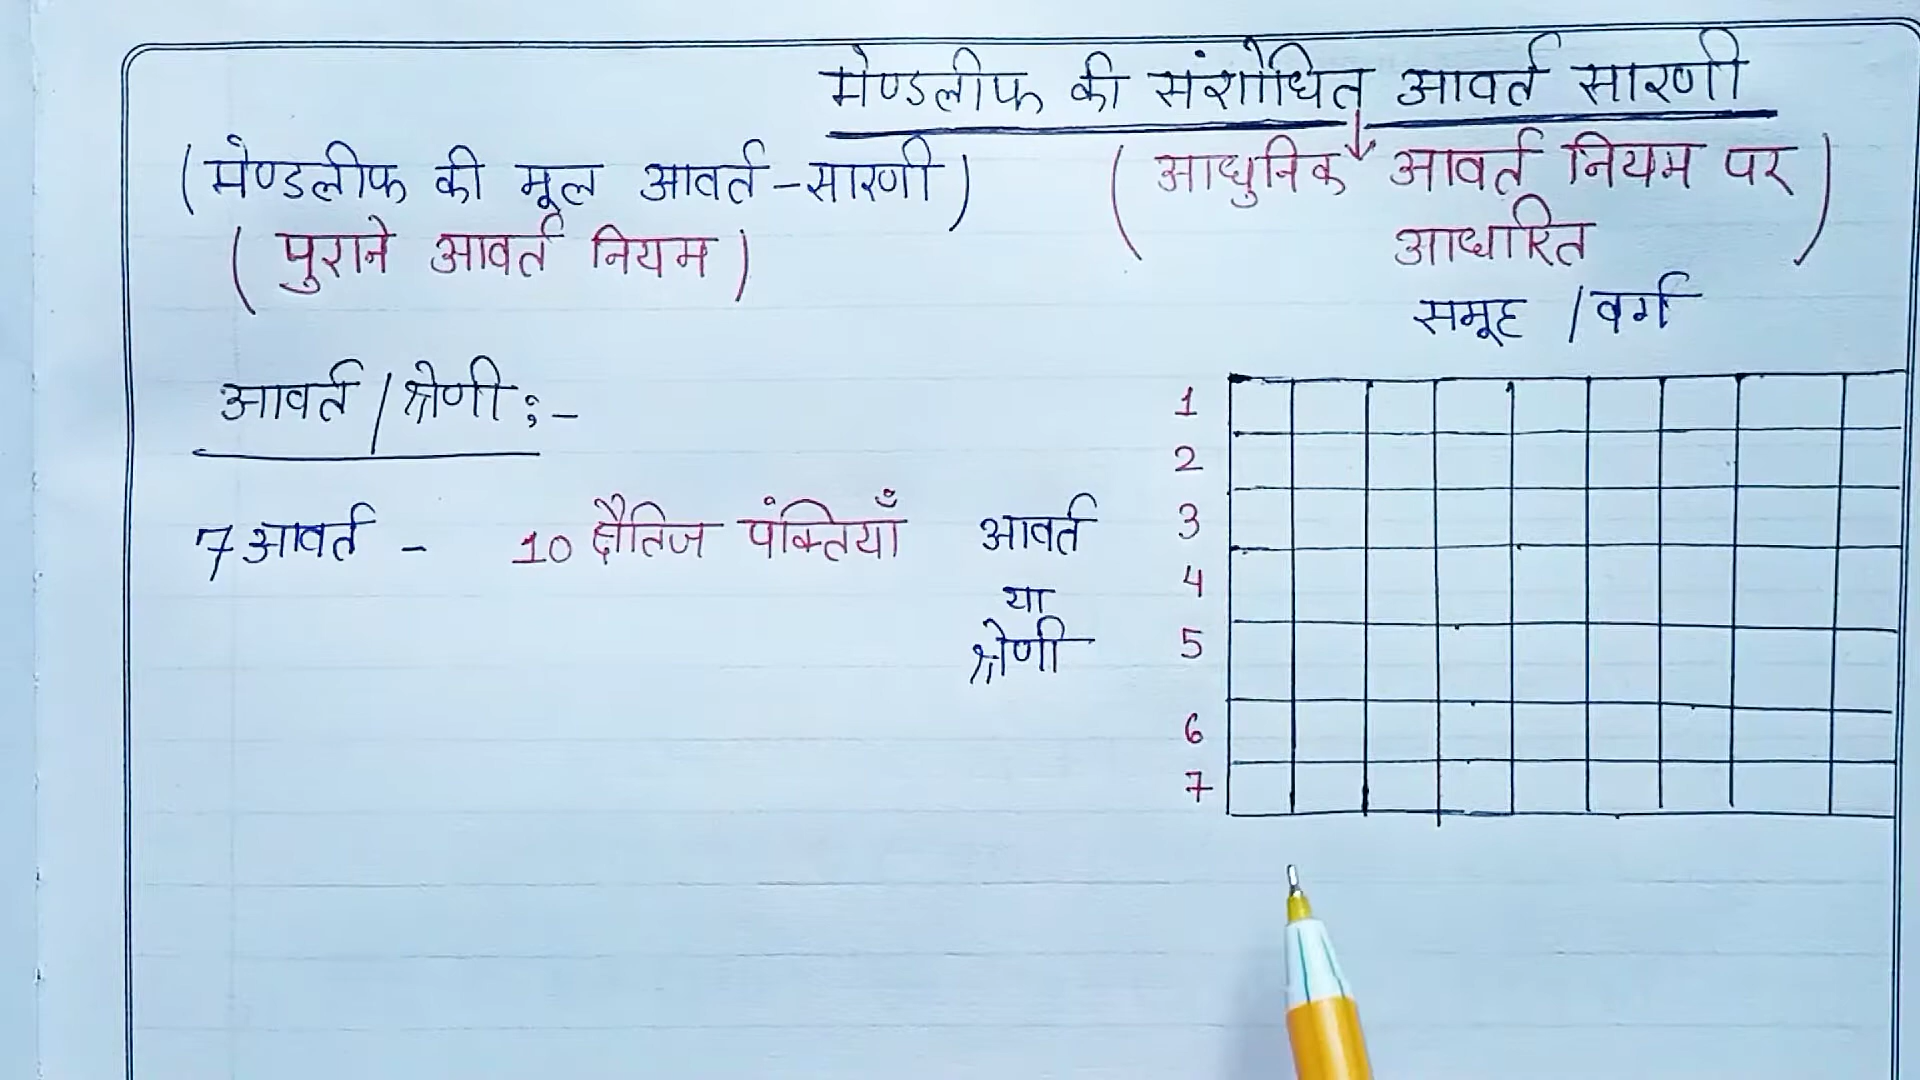 मेण्डलीफ की संशोधित आवर्त सारणी
(मेण्डलीफ की मूल आवर्त-सारणी)
(पुराने आवर्त नियम)
(आधुनिक आवर्त नियम पर
आधारित)
समूह / वर्ग
आवर्त / श्रेणी :-
7 आवर्त - 10 क्षैतिज पंक्तियाँ
आवर्त
या
श्रेणी
1
2
3
4
5
6
7